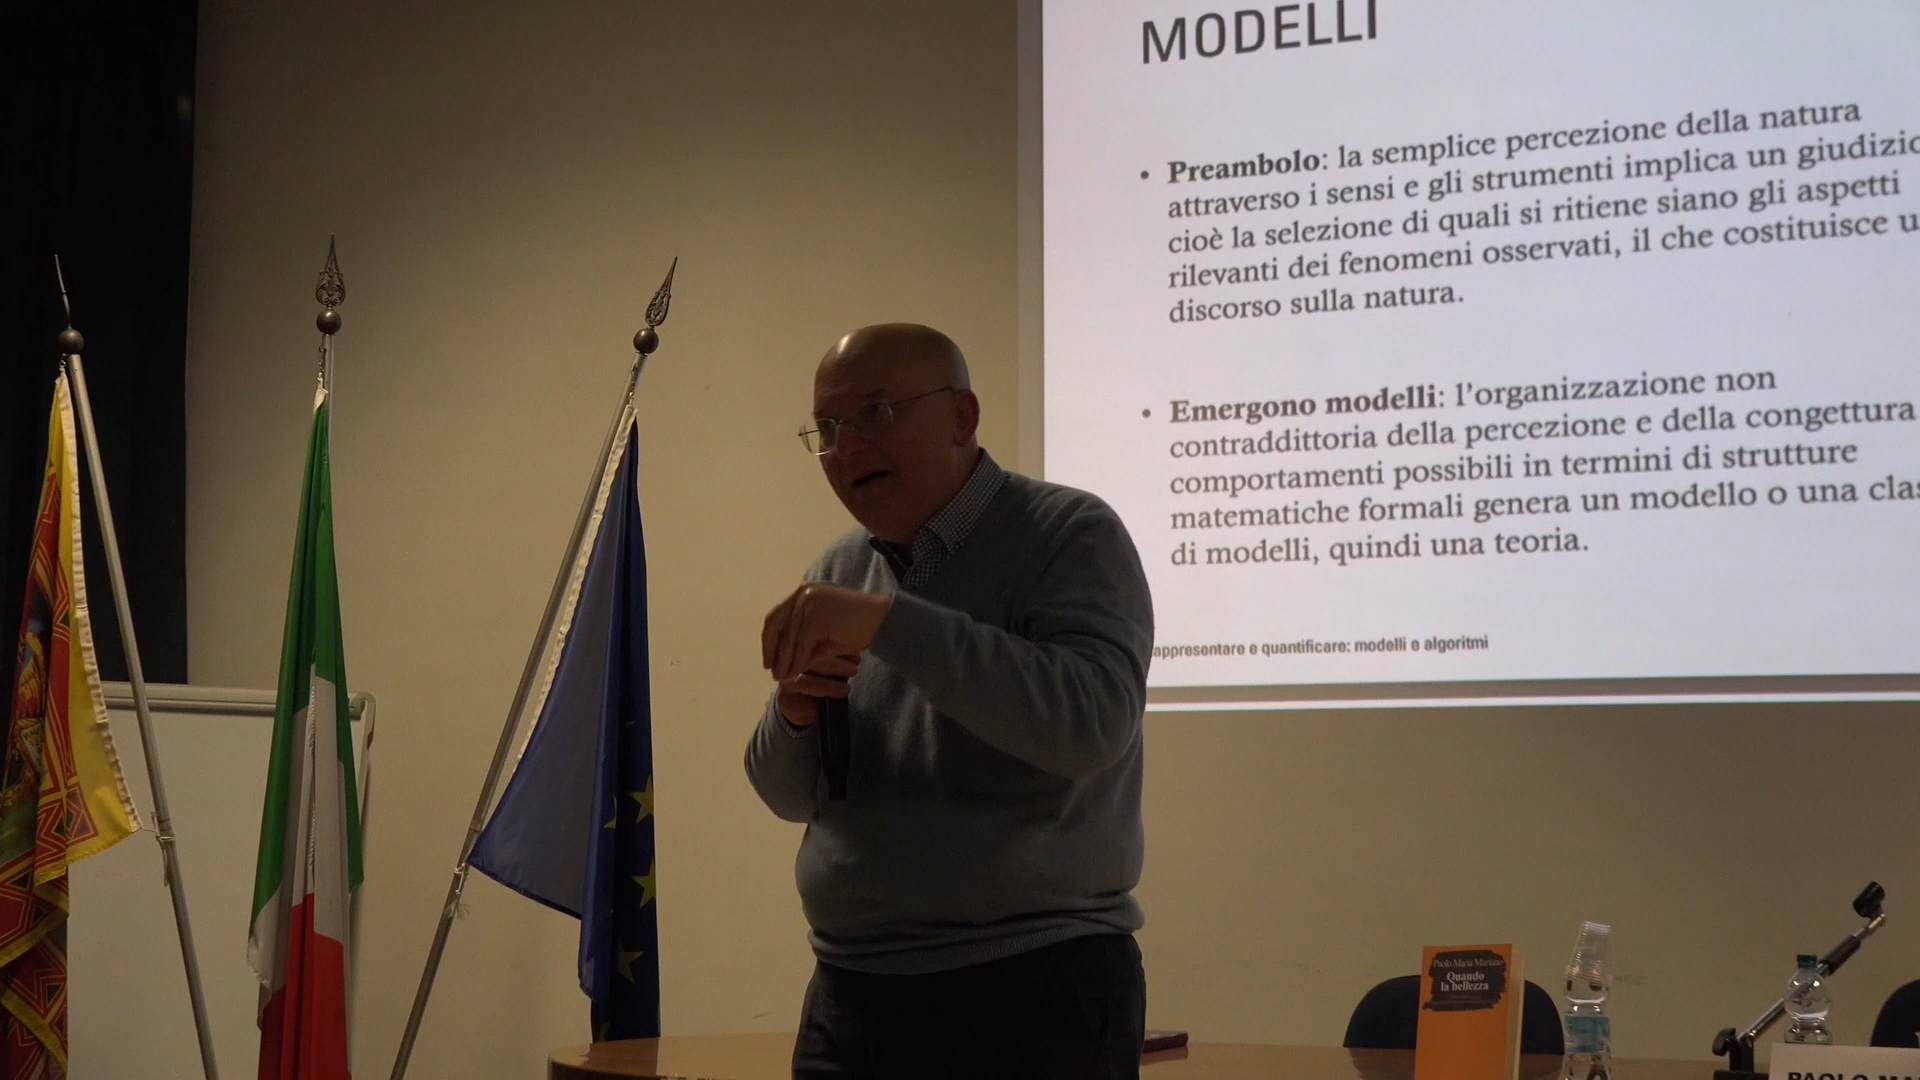 MODELLI
• Preambolo: la semplice percezione della natura
attraverso i sensi e gli strumenti implica un giudizio
cioè la selezione di quali si ritiene siano gli aspetti
rilevanti dei fenomeni osservati, il che costituisce u
discorso sulla natura.
• Emergono modelli: l’organizzazione non
contraddittoria della percezione e della congettura
comportamenti possibili in termini di strutture
matematiche formali genera un modello o una clas
di modelli, quindi una teoria.
appresentare e quantificare: modelli e algoritmi
Paolo Maria Mariano
Quando
la bellezza
PAOLO MA